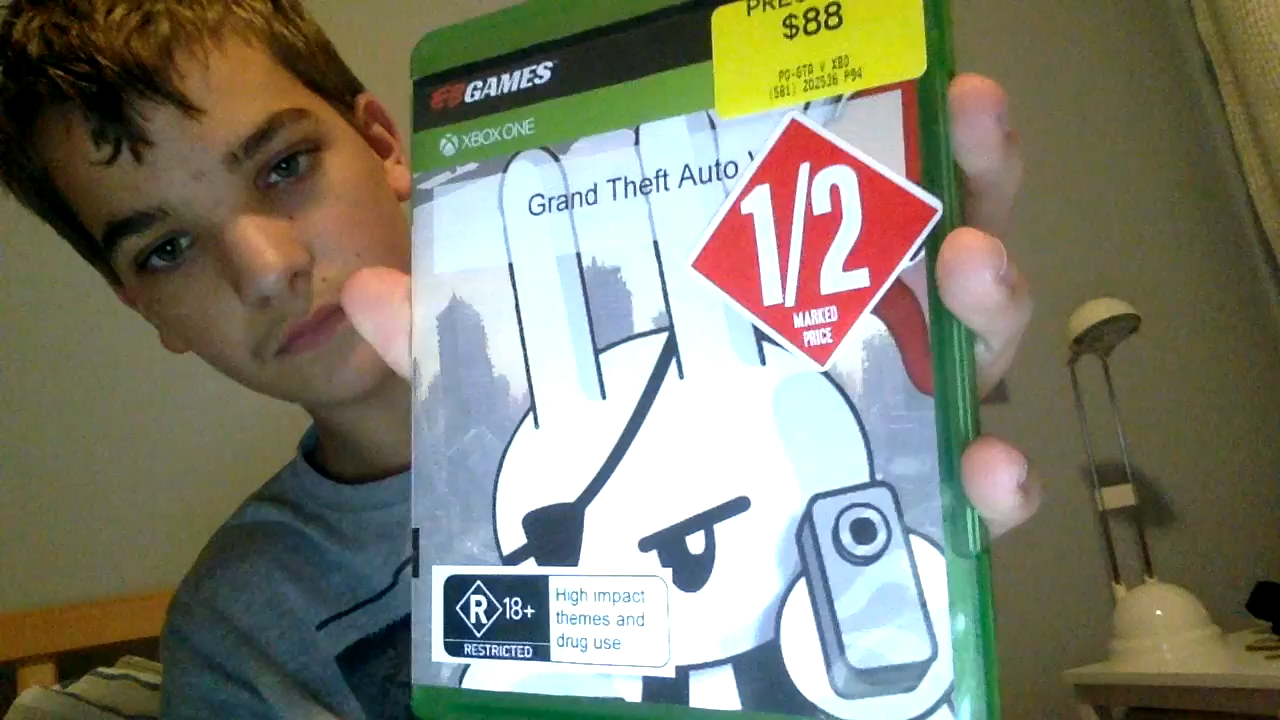 $88
PO-GTA V XBO
(SB1) 202536 P94
EB GAMES
XBOX ONE
Grand Theft Auto
1/2
MARKED
PRICE
R 18+
RESTRICTED
High impact
themes and
drug use